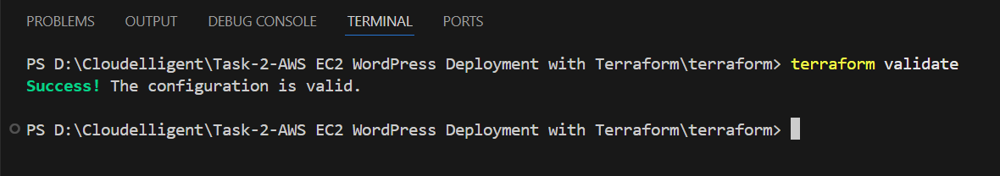 PROBLEMS OUTPUT DEBUG CONSOLE TERMINAL PORTS
PS D:\Cloudelligent\Task-2-AWS EC2 WordPress Deployment with Terraform\terraform> terraform validate
Success! The configuration is valid.
PS D:\Cloudelligent\Task-2-AWS EC2 WordPress Deployment with Terraform\terraform>